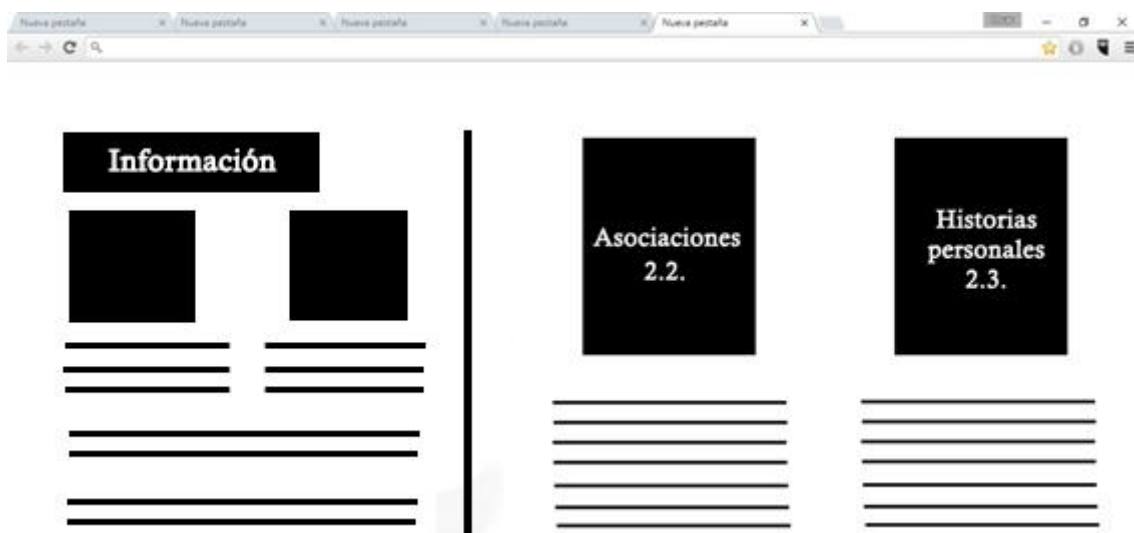 Nueva pestaña
Nueva pestaña
Nueva pestaña
Nueva pestaña
Nueva pestaña
Información
Asociaciones
2.2.
Historias
personales
2.3.